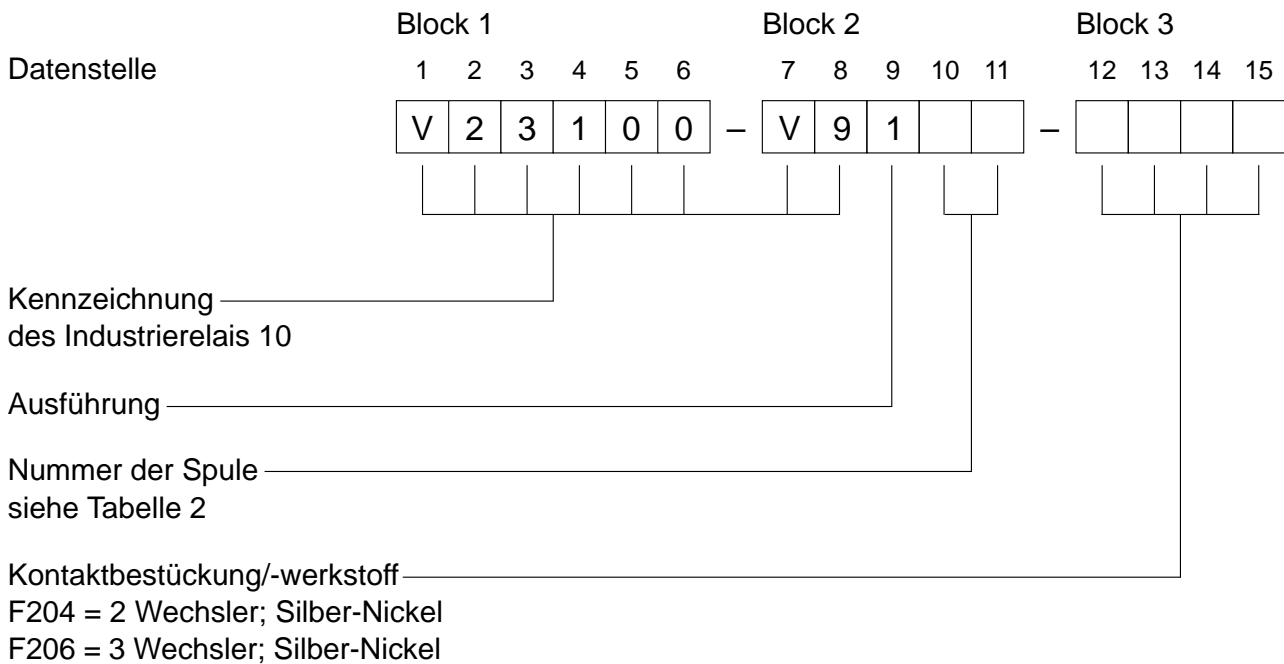 Block 1 Block 2 Block 3
Datenstelle 1 2 3 4 5 6 7 8 9 10 11 12 13 14 15
V 2 3 1 0 0 – V 9 1 –
Kennzeichnung
des Industrierelais 10
Ausführung
Nummer der Spule
siehe Tabelle 2
Kontaktbestückung/-werkstoff
F204 = 2 Wechsler; Silber-Nickel
F206 = 3 Wechsler; Silber-Nickel